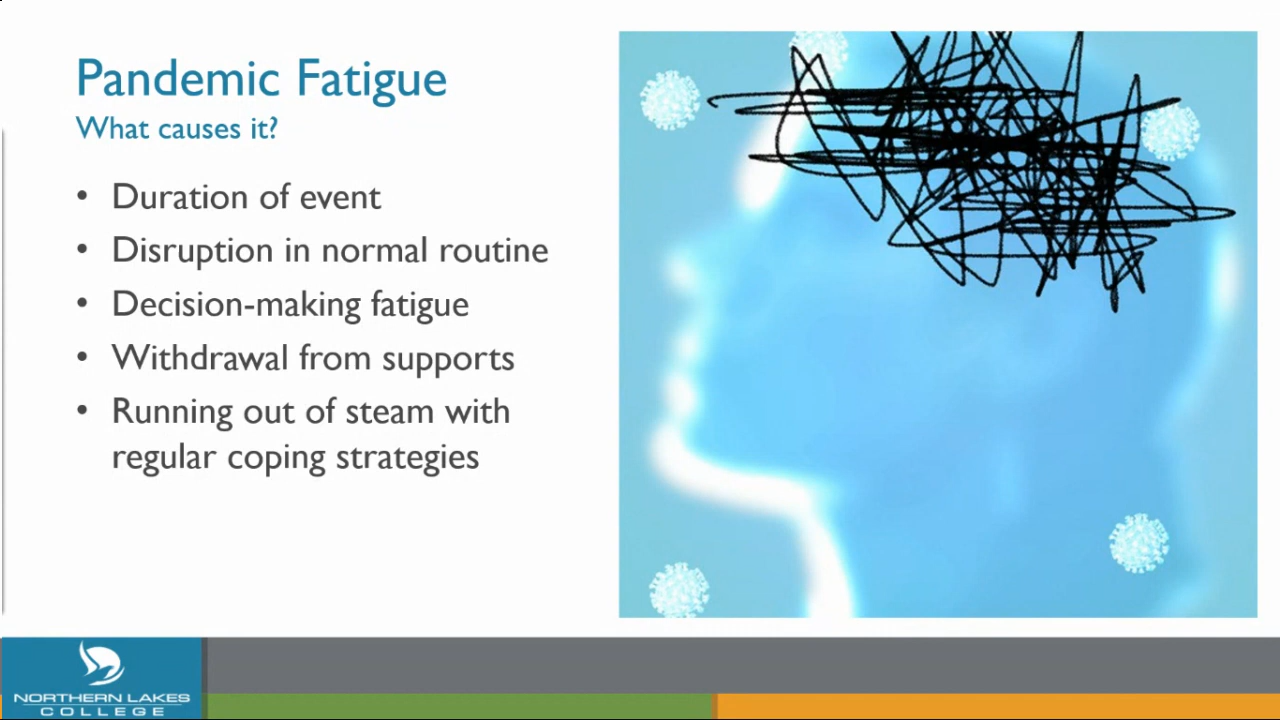 Pandemic Fatigue
What causes it?
• Duration of event
• Disruption in normal routine
• Decision-making fatigue
• Withdrawal from supports
• Running out of steam with
regular coping strategies
NORTHERN LAKES
COLLEGE